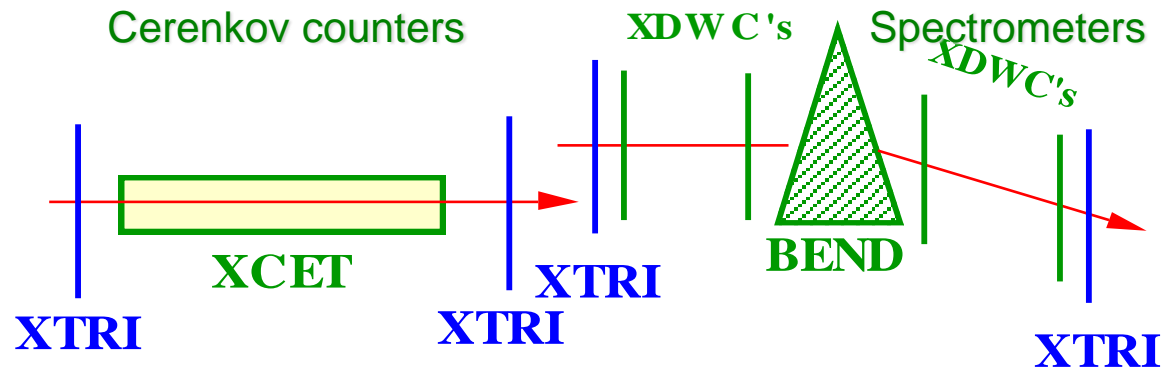 Cerenkov counters
XCET
XTRI
XTRI
Spectrometers
XDWC's
XDWC's
BEND
XTRI
XTRI